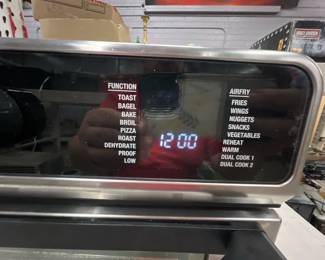 FUNCTION
TOAST
BAGEL
BAKE
BROIL
PIZZA
ROAST
DEHYDRATE
PROOF
LOW
12:00
AIRFRY
FRIES
WINGS
NUGGETS
SNACKS
VEGETABLES
REHEAT
WARM
DUAL COOK 1
DUAL COOK 2